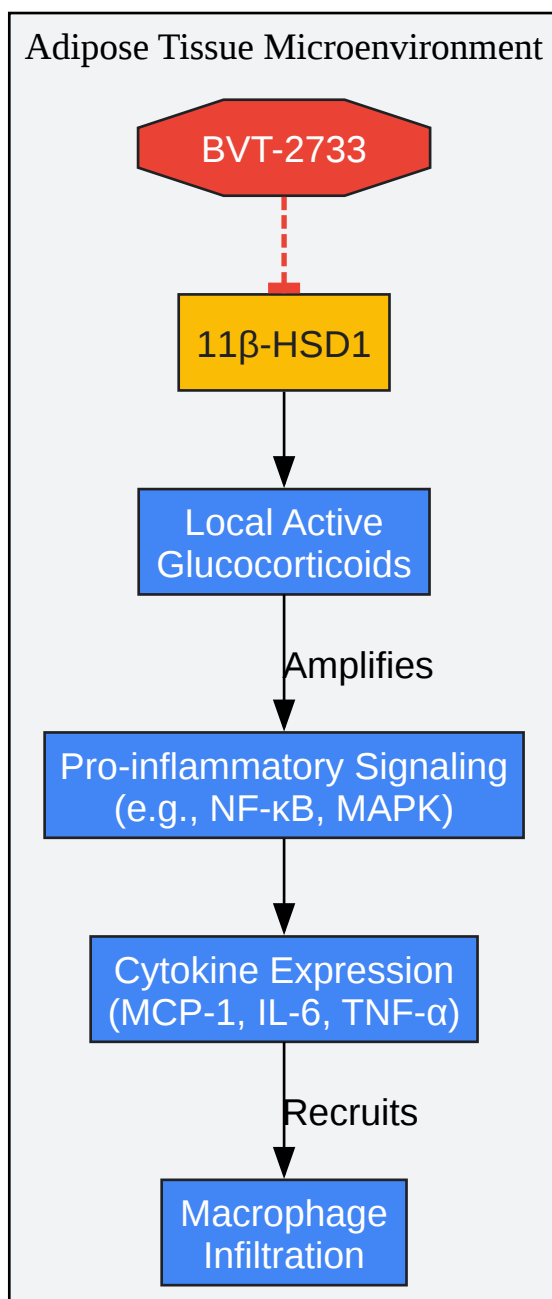 Adipose Tissue Microenvironment
BVT-2733
11β-HSD1
Local Active
Glucocorticoids
Amplifies
Pro-inflammatory Signaling
(e.g., NF-κB, MAPK)
Cytokine Expression
(MCP-1, IL-6, TNF-α)
Recruits
Macrophage
Infiltration